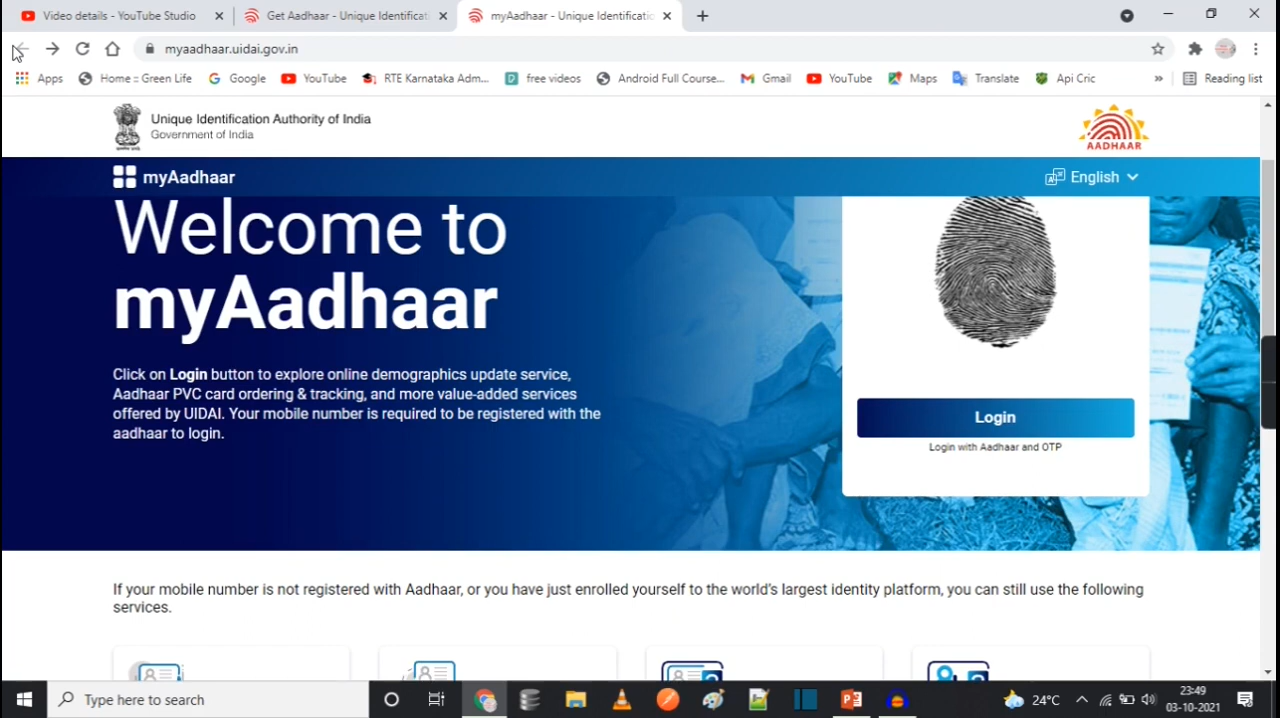 Video details - YouTube Studio
Get Aadhaar - Unique Identificati
myAadhaar - Unique Identificatio
myaadhaar.uidai.gov.in
Apps
Home :: Green Life
Google
YouTube
RTE Karnataka Adm...
free videos
Android Full Course...
Gmail
YouTube
Maps
Translate
Api Cric
»
Reading list
Unique Identification Authority of India
Government of India
AADHAAR
myAadhaar
English
Welcome to
myAadhaar
Click on Login button to explore online demographics update service,
Aadhaar PVC card ordering & tracking, and more value-added services
offered by UIDAI. Your mobile number is required to be registered with the
aadhaar to login.
Login
Login with Aadhaar and OTP
If your mobile number is not registered with Aadhaar, or you have just enrolled yourself to the world's largest identity platform, you can still use the following
services.
Type here to search
24°C
23:49
03-10-2021